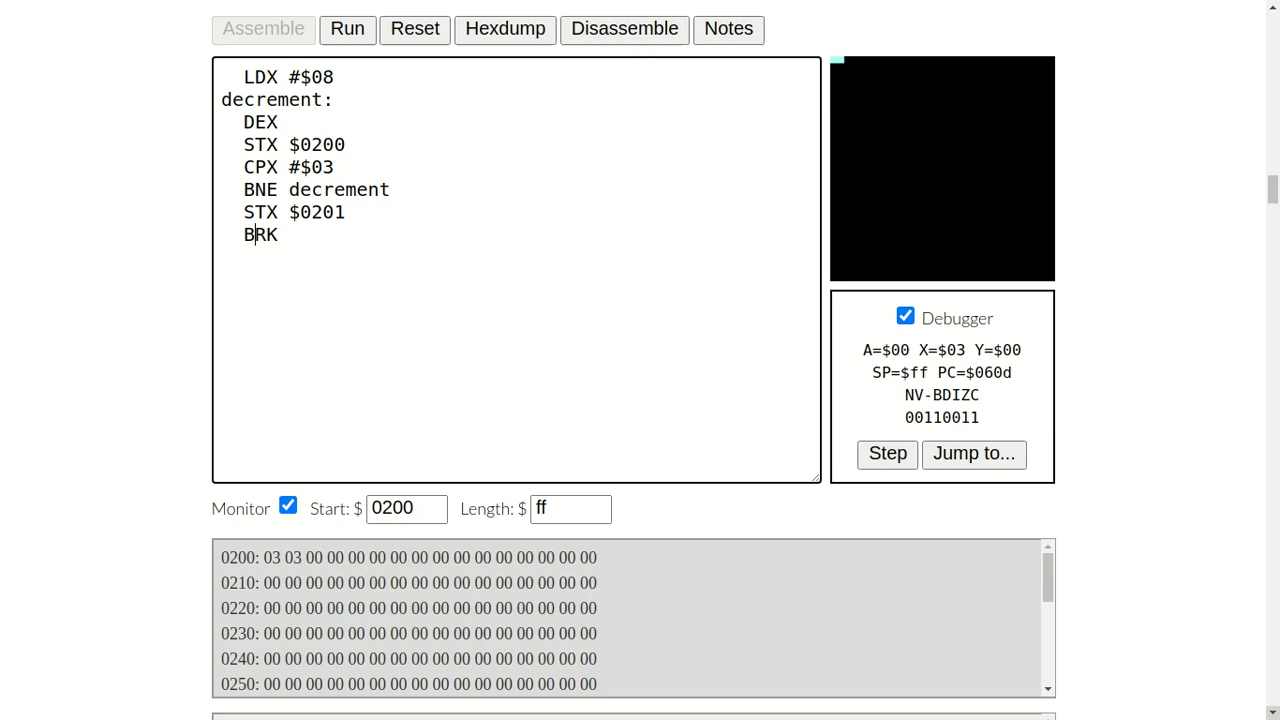 Assemble Run Reset Hexdump Disassemble Notes
LDX #$08
decrement:
DEX
STX $0200
CPX #$03
BNE decrement
STX $0201
BRK
Debugger
A=$00 X=$03 Y=$00
SP=$ff PC=$060d
NV-BDIZC
00110011
Step Jump to...
Monitor Start: $ 0200 Length: $ ff
0200: 03 03 00 00 00 00 00 00 00 00 00 00 00 00 00 00
0210: 00 00 00 00 00 00 00 00 00 00 00 00 00 00 00 00
0220: 00 00 00 00 00 00 00 00 00 00 00 00 00 00 00 00
0230: 00 00 00 00 00 00 00 00 00 00 00 00 00 00 00 00
0240: 00 00 00 00 00 00 00 00 00 00 00 00 00 00 00 00
0250: 00 00 00 00 00 00 00 00 00 00 00 00 00 00 00 00